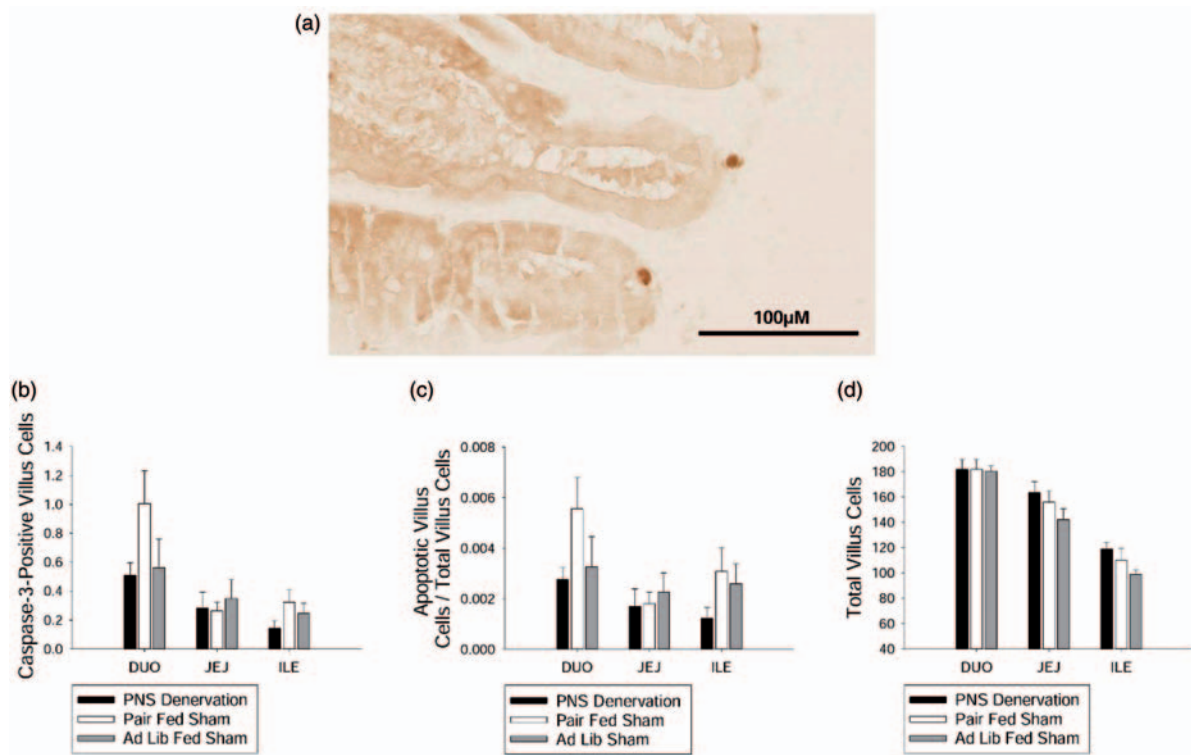 (a)
100µM
(b)
Caspase-3-Positive Villus Cells
1.4
1.2
1.0
0.8
0.6
0.4
0.2
0.0
DUO JEJ ILE
PNS Denervation
Pair Fed Sham
Ad Lib Fed Sham
(c)
Apoptotic Villus
Cells / Total Villus Cells
0.008
0.006
0.004
0.002
0.000
DUO JEJ ILE
PNS Denervation
Pair Fed Sham
Ad Lib Sham
(d)
Total Villus Cells
200
180
160
140
120
100
80
60
40
DUO JEJ ILE
PNS Denervation
Pair Fed Sham
Ad Lib Fed Sham